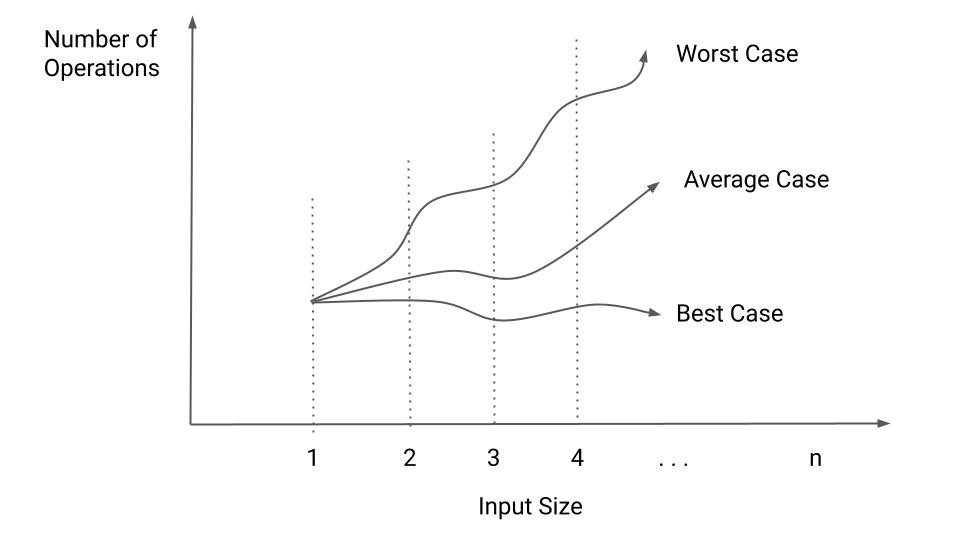 Number of
Operations
Worst Case
Average Case
Best Case
1 2 3 4 . . . n
Input Size